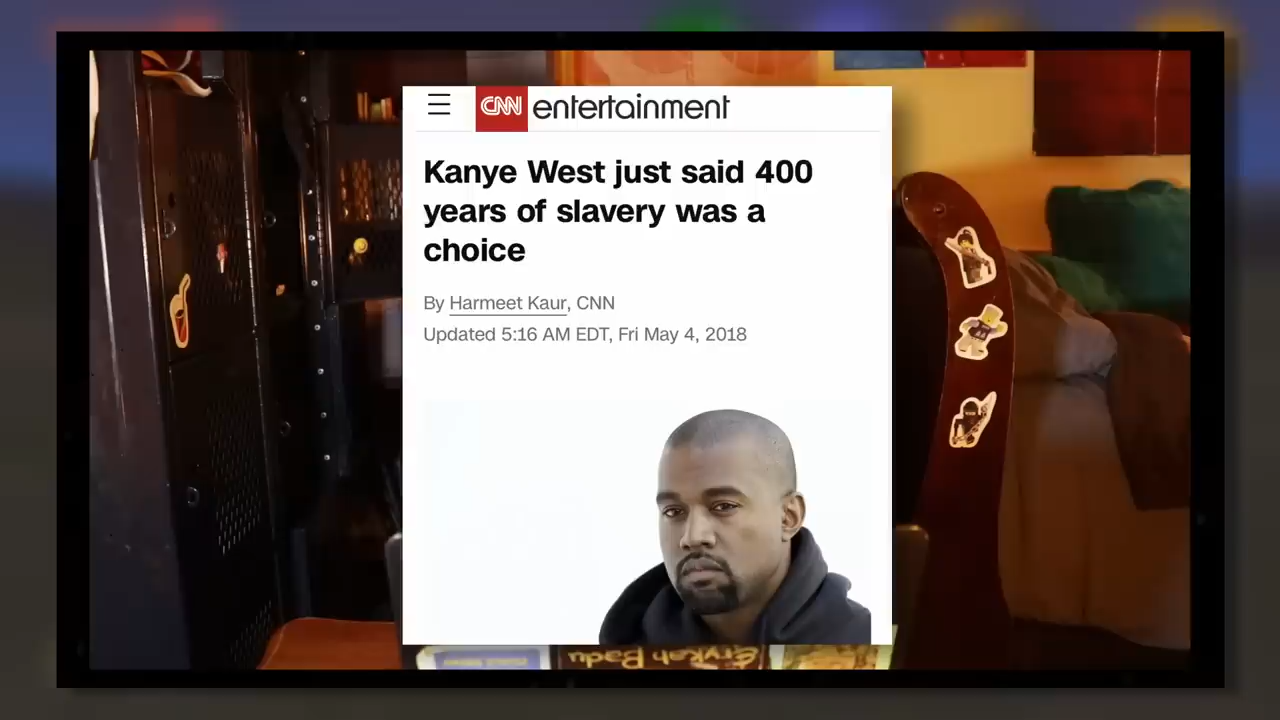 CNN entertainment
Kanye West just said 400
years of slavery was a
choice
By Harmeet Kaur, CNN
Updated 5:16 AM EDT, Fri May 4, 2018
Erykah Badu